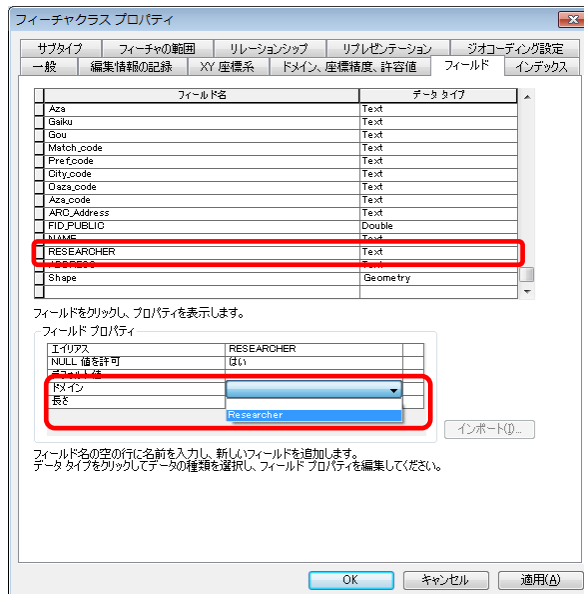 フィーチャクラス プロパティ
サブタイプ フィーチャの範囲 リレーションシップ リプレゼンテーション ジオコーディング設定
一般 編集情報の記録 XY 座標系 ドメイン、座標精度、許容値 フィールド インデックス
フィールド名 データ タイプ
Aza Text
Gaiku Text
Gou Text
Match_code Text
Pref_code Text
City_code Text
Oaza_code Text
Aza_code Text
ARC_Address Text
FID_PUBLIC Double
NAME Text
RESEARCHER Text
ADDRESS Text
Shape Geometry
フィールドをクリックし、プロパティを表示します。
フィールド プロパティ
エイリアス RESEARCHER
NULL 値を許可 はい
デフォルト値
ドメイン
長さ
Researcher
インポート(I)...
フィールド名の空の行に名前を入力し、新しいフィールドを追加します。
データ タイプをクリックしてデータの種類を選択し、フィールド プロパティを編集してください。
OK キャンセル 適用(A)